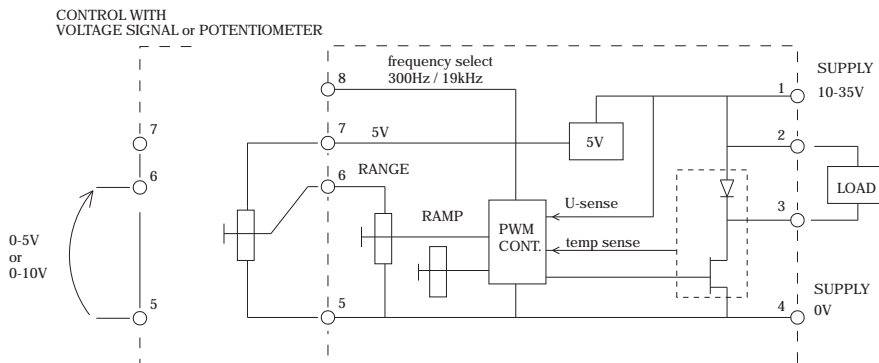 CONTROL WITH
VOLTAGE SIGNAL or POTENTIOMETER
frequency select
300Hz / 19kHz
8
SUPPLY
10-35V
1
7
7
5V
5V
2
6
6
RANGE
LOAD
U-sense
3
RAMP
PWM
CONT.
temp sense
0-5V
or
0-10V
5
5
4
SUPPLY
0V